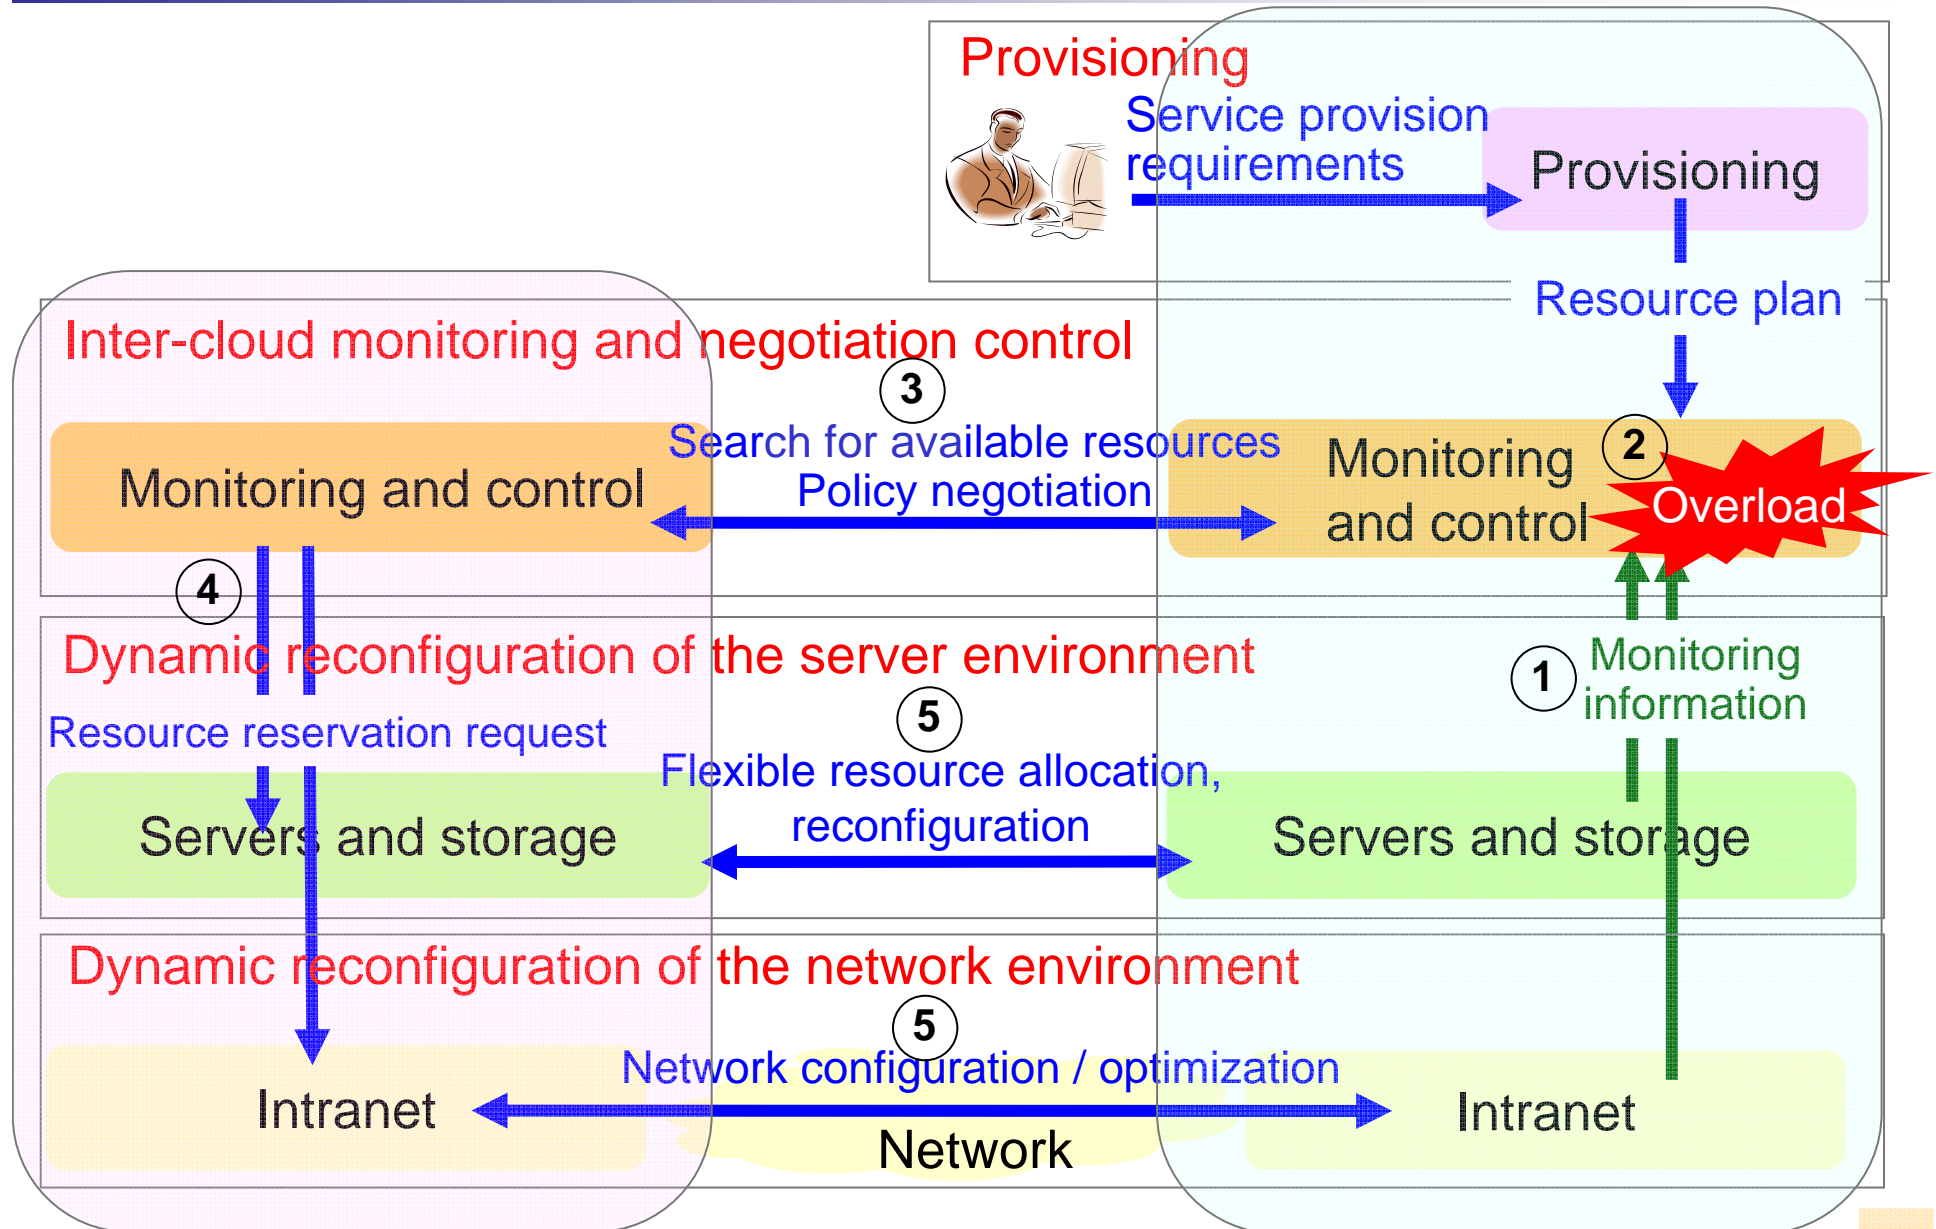 Provisioning
Service provision
requirements
Provisioning
Resource plan
Inter-cloud monitoring and negotiation control
3
Search for available resources
Policy negotiation
Monitoring and control
Monitoring
and control
2
Overload
4
Dynamic reconfiguration of the server environment
1
Monitoring
information
5
Resource reservation request
Flexible resource allocation,
reconfiguration
Servers and storage
Servers and storage
Dynamic reconfiguration of the network environment
5
Network configuration / optimization
Intranet
Intranet
Network